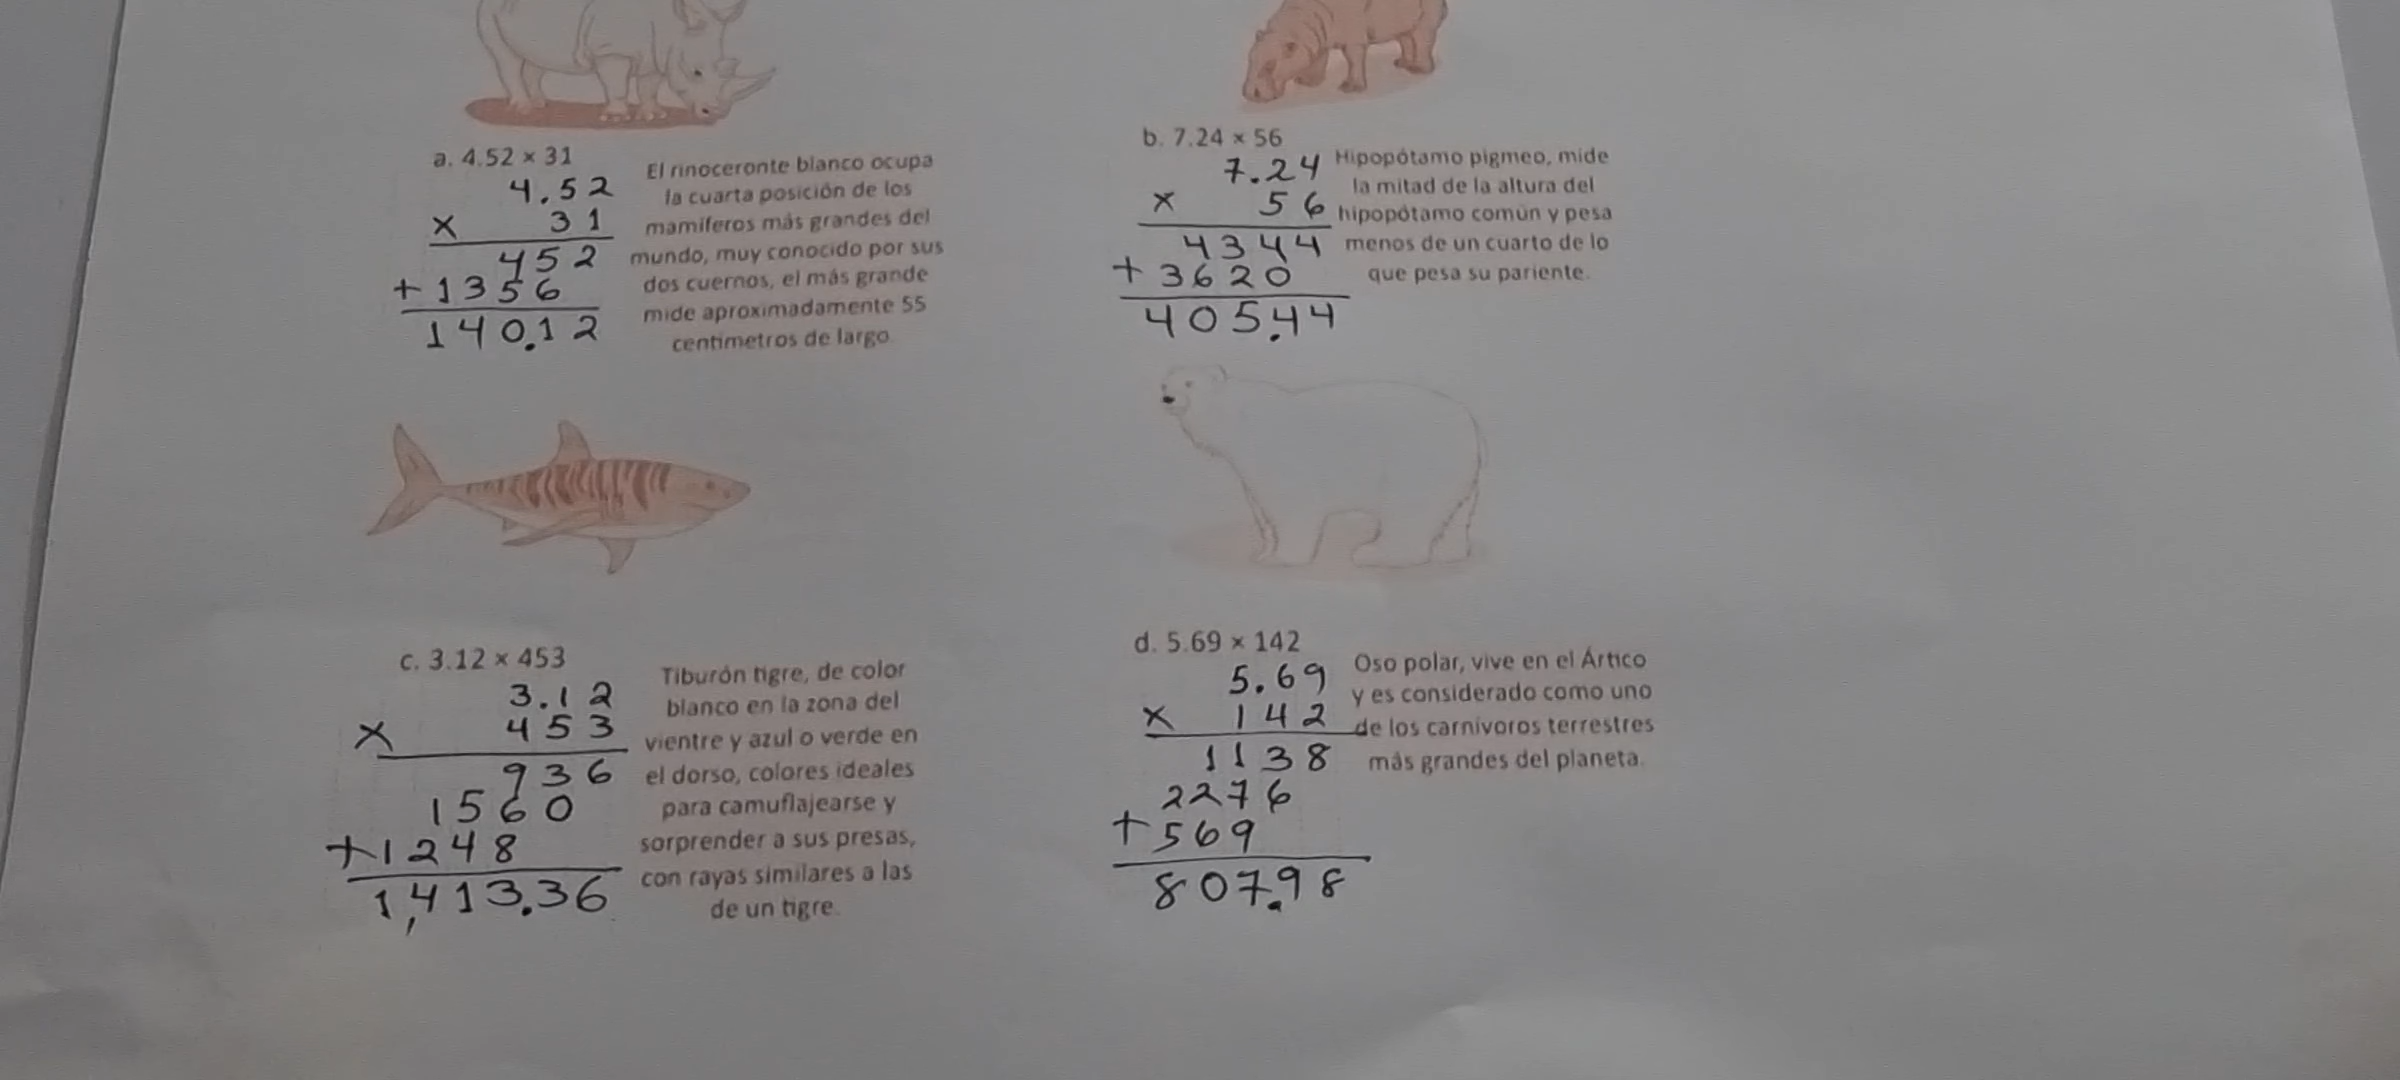 a. 4.52 × 31
4.52
× 31
452
+1356
140.12
El rinoceronte blanco ocupa
la cuarta posición de los
mamíferos más grandes del
mundo, muy conocido por sus
dos cuernos, el más grande
mide aproximadamente 55
centímetros de largo.
b. 7.24 × 56
7.24
× 56
4344
+3620
405.44
Hipopótamo pigmeo, mide
la mitad de la altura del
hipopótamo común y pesa
menos de un cuarto de lo
que pesa su pariente.
c. 3.12 × 453
3.12
× 453
936
1560
+1248
1,413.36
Tiburón tigre, de color
blanco en la zona del
vientre y azul o verde en
el dorso, colores ideales
para camuflajearse y
sorprender a sus presas,
con rayas similares a las
de un tigre.
d. 5.69 × 142
5.69
× 142
1138
2276
+569
807.98
Oso polar, vive en el Ártico
y es considerado como uno
de los carnívoros terrestres
más grandes del planeta.